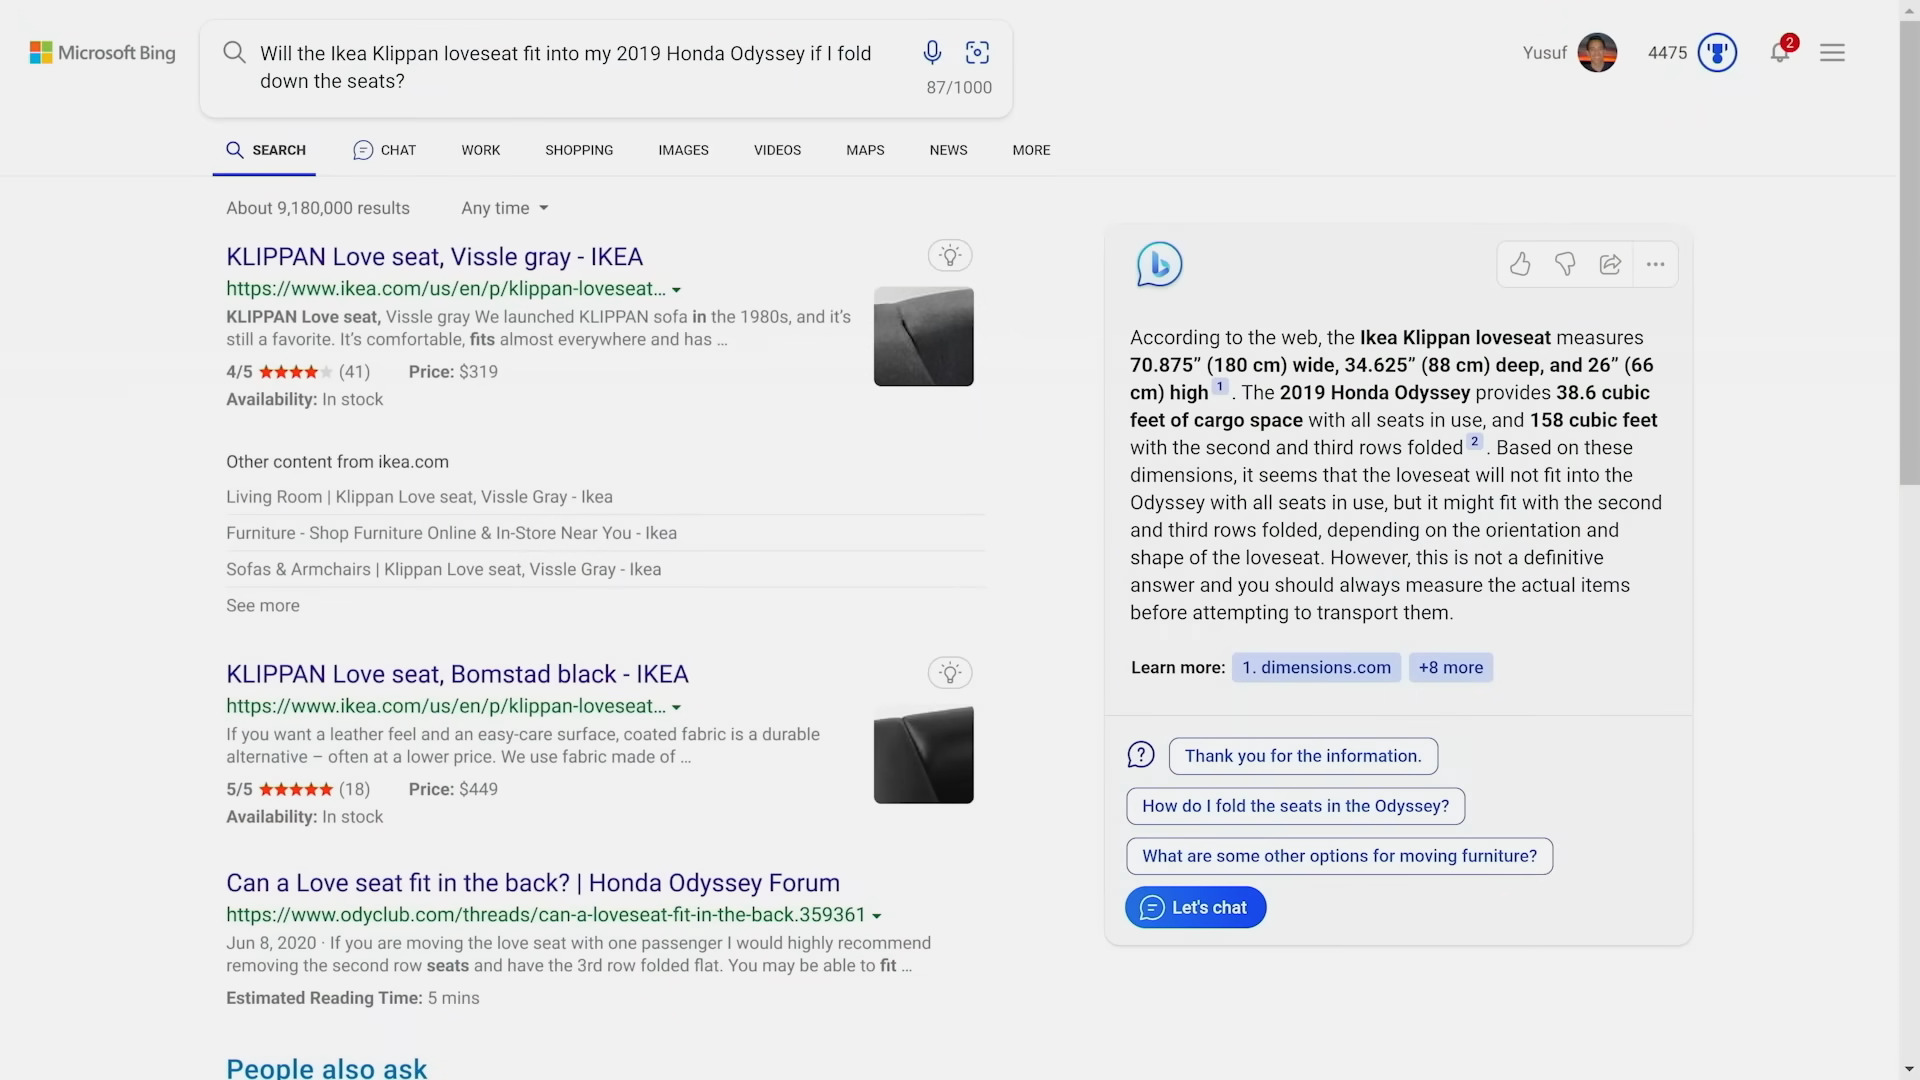 Microsoft Bing
Will the Ikea Klippan loveseat fit into my 2019 Honda Odyssey if I fold
down the seats?
87/1000
Yusuf
4475
2
SEARCH
CHAT
WORK
SHOPPING
IMAGES
VIDEOS
MAPS
NEWS
MORE
About 9,180,000 results
Any time
KLIPPAN Love seat, Vissle gray - IKEA
https://www.ikea.com/us/en/p/klippan-loveseat...
KLIPPAN Love seat, Vissle gray We launched KLIPPAN sofa in the 1980s, and it’s
still a favorite. It’s comfortable, fits almost everywhere and has ...
4/5 ★★★★★ (41) Price: $319
Availability: In stock
Other content from ikea.com
Living Room | Klippan Love seat, Vissle Gray - Ikea
Furniture - Shop Furniture Online & In-Store Near You - Ikea
Sofas & Armchairs | Klippan Love seat, Vissle Gray - Ikea
See more
KLIPPAN Love seat, Bomstad black - IKEA
https://www.ikea.com/us/en/p/klippan-loveseat...
If you want a leather feel and an easy-care surface, coated fabric is a durable
alternative – often at a lower price. We use fabric made of ...
5/5 ★★★★★ (18) Price: $449
Availability: In stock
Can a Love seat fit in the back? | Honda Odyssey Forum
https://www.odyclub.com/threads/can-a-loveseat-fit-in-the-back.359361
Jun 8, 2020 · If you are moving the love seat with one passenger I would highly recommend
removing the second row seats and have the 3rd row folded flat. You may be able to fit ...
Estimated Reading Time: 5 mins
People also ask
According to the web, the Ikea Klippan loveseat measures
70.875” (180 cm) wide, 34.625” (88 cm) deep, and 26” (66
cm) high 1 . The 2019 Honda Odyssey provides 38.6 cubic
feet of cargo space with all seats in use, and 158 cubic feet
with the second and third rows folded 2 . Based on these
dimensions, it seems that the loveseat will not fit into the
Odyssey with all seats in use, but it might fit with the second
and third rows folded, depending on the orientation and
shape of the loveseat. However, this is not a definitive
answer and you should always measure the actual items
before attempting to transport them.
Learn more: 1. dimensions.com +8 more
Thank you for the information.
How do I fold the seats in the Odyssey?
What are some other options for moving furniture?
Let's chat